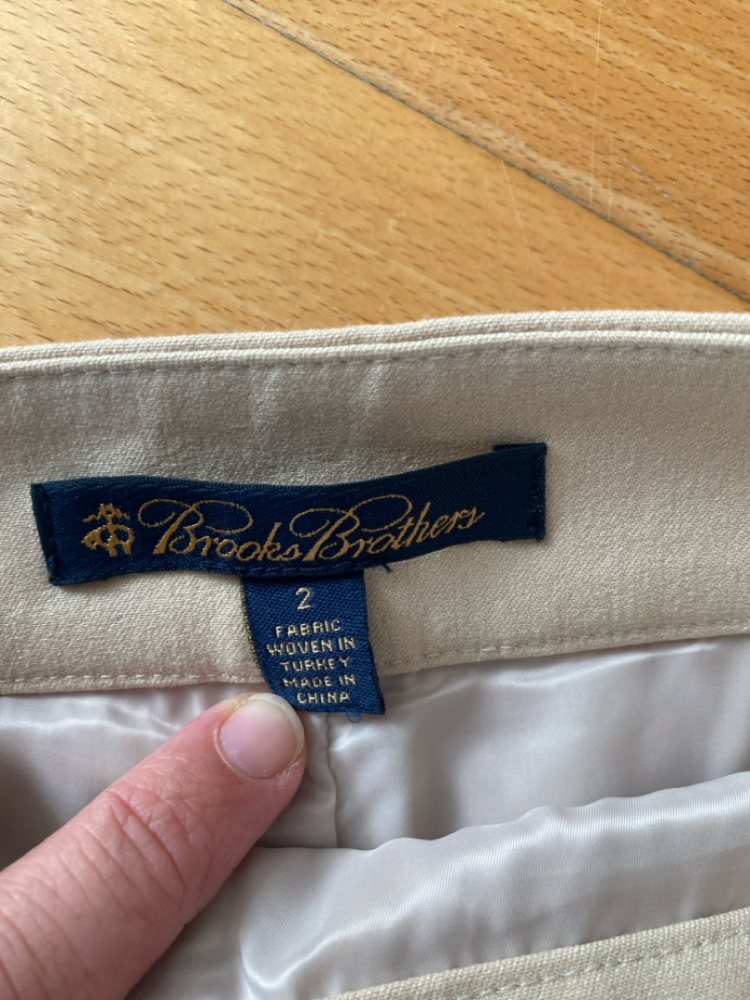 Brooks Brothers
2
FABRIC
WOVEN IN
TURKEY
MADE IN
CHINA